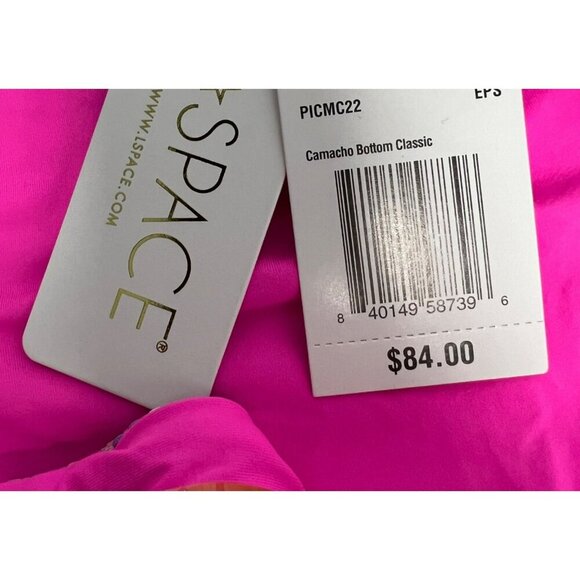 ★SPACE®
WWW.LSPACE.COM
PICMC22 EPS
Camacho Bottom Classic
8 40149 58739 6
$84.00